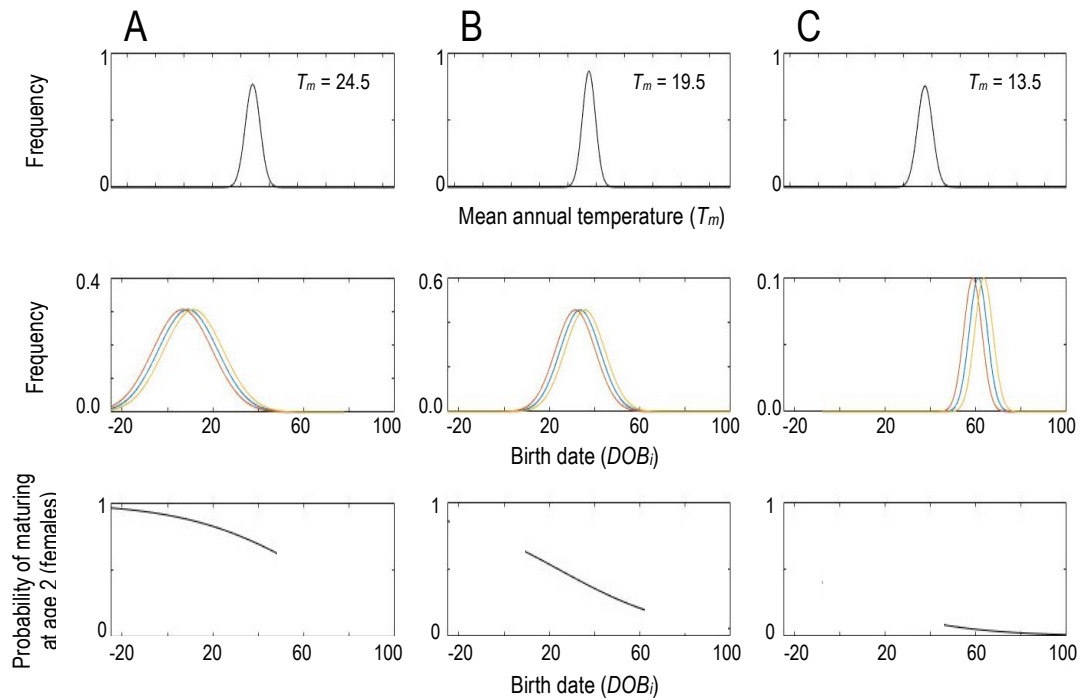 A B C
Frequency 1 0 Tm = 24.5 1 0 Tm = 19.5 1 0 Tm = 13.5
Mean annual temperature (Tm)
Frequency 0.4 0.0 0.6 0.0 0.1 0.0
-20 20 60 100 -20 20 60 100 -20 20 60 100
Birth date (DOBi)
Probability of maturing
at age 2 (females)
1 0 1 0 1 0
-20 20 60 100 -20 20 60 100 -20 20 60 100
Birth date (DOBi)